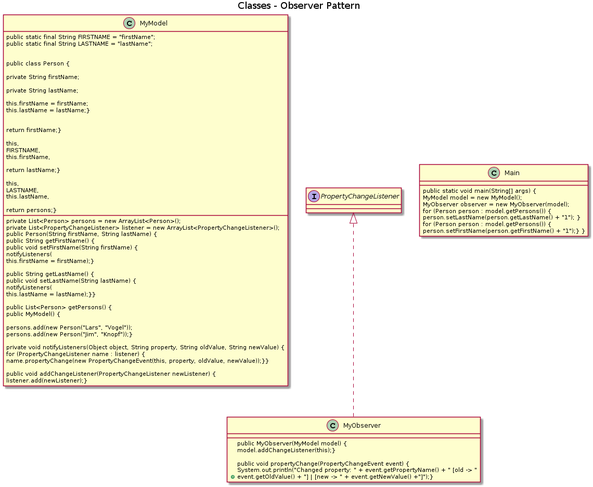 Classes - Observer Pattern
C MyModel
public static final String FIRSTNAME = "firstName";
public static final String LASTNAME = "lastName";
public class Person {
private String firstName;
private String lastName;
this.firstName = firstName;
this.lastName = lastName;}
return firstName;}
this,
FIRSTNAME,
this.firstName,
return lastName;}
this,
LASTNAME,
this.lastName,
return persons;}
private List<Person> persons = new ArrayList<Person>();
private List<PropertyChangeListener> listener = new ArrayList<PropertyChangeListener>();
public Person(String firstName, String lastName) {
public String getFirstName() {
public void setFirstName(String firstName) {
notifyListeners(
this.firstName = firstName);}
public String getLastName() {
public void setLastName(String lastName) {
notifyListeners(
this.lastName = lastName);}}
public List<Person> getPersons() {
public MyModel() {
persons.add(new Person("Lars", "Vogel"));
persons.add(new Person("Jim", "Knopf"));}
private void notifyListeners(Object object, String property, String oldValue, String newValue) {
for (PropertyChangeListener name : listener) {
name.propertyChange(new PropertyChangeEvent(this, property, oldValue, newValue));}}
public void addChangeListener(PropertyChangeListener newListener) {
listener.add(newListener);}
I PropertyChangeListener
C Main
public static void main(String[] args) {
MyModel model = new MyModel();
MyObserver observer = new MyObserver(model);
for (Person person : model.getPersons()) {
person.setLastName(person.getLastName() + "1"); }
for (Person person : model.getPersons()) {
person.setFirstName(person.getFirstName() + "1");} }
C MyObserver
public MyObserver(MyModel model) {
model.addChangeListener(this);}
public void propertyChange(PropertyChangeEvent event) {
System.out.println("Changed property: " + event.getPropertyName() + " [old -> "
+ event.getOldValue() + "] | [new -> " + event.getNewValue() +"]");}